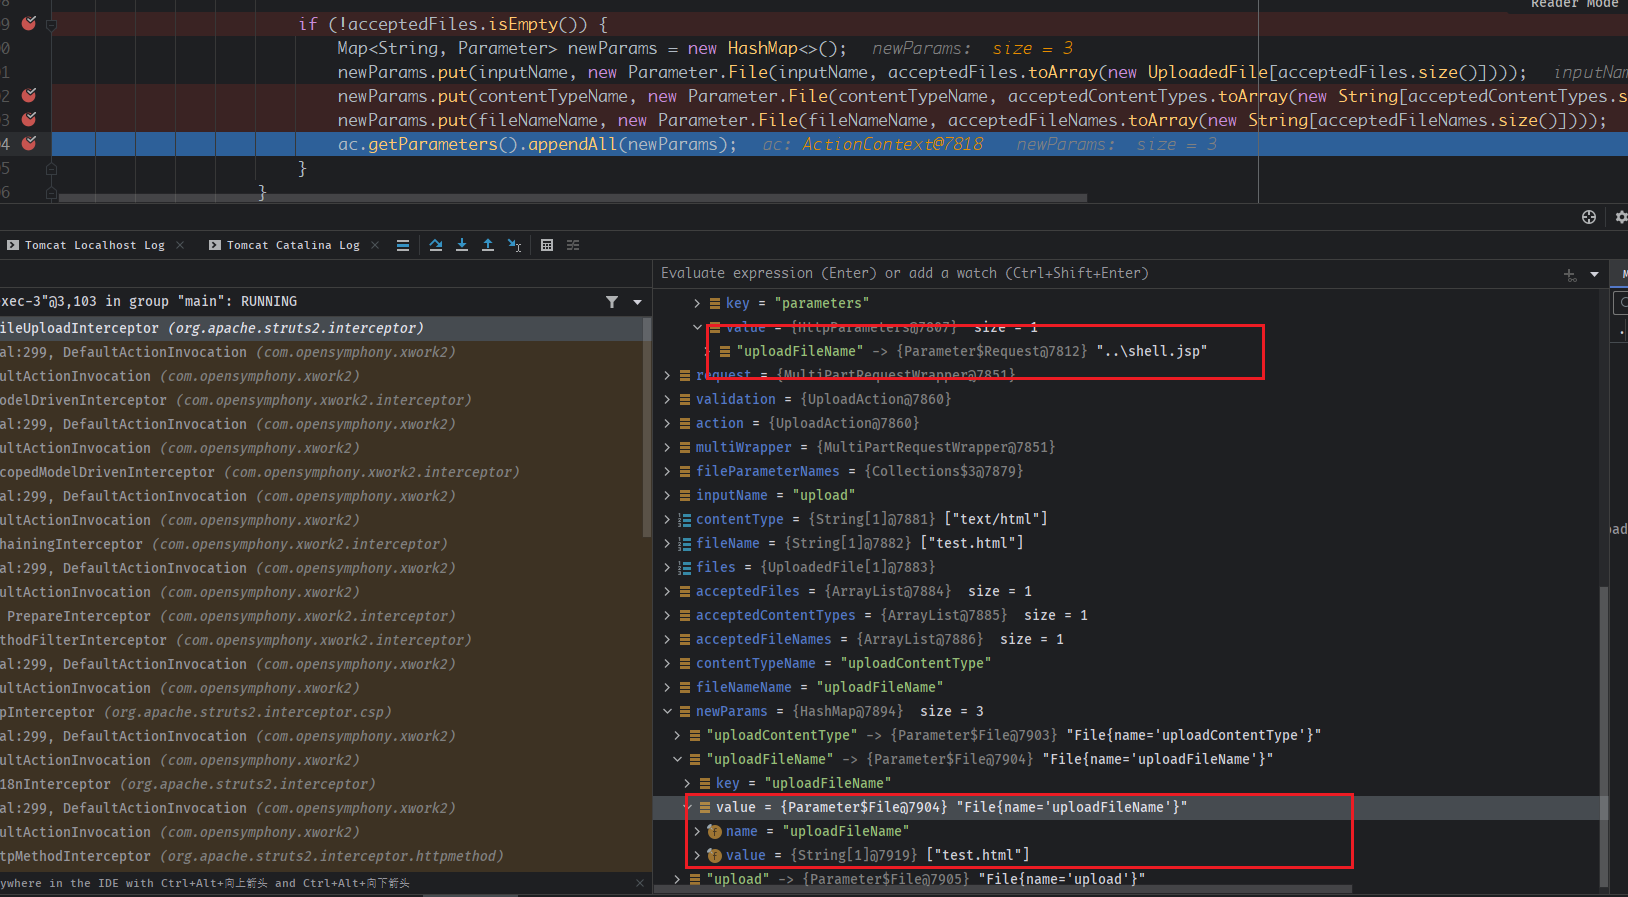 Reader Mode
9 if (!acceptedFiles.isEmpty()) {
0 Map<String, Parameter> newParams = new HashMap<>(); newParams: size = 3
1 newParams.put(inputName, new Parameter.File(inputName, acceptedFiles.toArray(new UploadedFile[acceptedFiles.size()]))); inputNam
2 newParams.put(contentTypeName, new Parameter.File(contentTypeName, acceptedContentTypes.toArray(new String[acceptedContentTypes.s
3 newParams.put(fileNameName, new Parameter.File(fileNameName, acceptedFileNames.toArray(new String[acceptedFileNames.size()])));
4 ac.getParameters().appendAll(newParams); ac: ActionContext@7818 newParams: size = 3
5 }
6 }
Tomcat Localhost Log × Tomcat Catalina Log ×
exec-3"@3,103 in group "main": RUNNING
ileUploadInterceptor (org.apache.struts2.interceptor)
al:299, DefaultActionInvocation (com.opensymphony.xwork2)
ultActionInvocation (com.opensymphony.xwork2)
odelDrivenInterceptor (com.opensymphony.xwork2.interceptor)
al:299, DefaultActionInvocation (com.opensymphony.xwork2)
ultActionInvocation (com.opensymphony.xwork2)
copedModelDrivenInterceptor (com.opensymphony.xwork2.interceptor)
al:299, DefaultActionInvocation (com.opensymphony.xwork2)
ultActionInvocation (com.opensymphony.xwork2)
hainingInterceptor (com.opensymphony.xwork2.interceptor)
al:299, DefaultActionInvocation (com.opensymphony.xwork2)
ultActionInvocation (com.opensymphony.xwork2)
PrepareInterceptor (com.opensymphony.xwork2.interceptor)
thodFilterInterceptor (com.opensymphony.xwork2.interceptor)
al:299, DefaultActionInvocation (com.opensymphony.xwork2)
ultActionInvocation (com.opensymphony.xwork2)
pInterceptor (org.apache.struts2.interceptor.csp)
al:299, DefaultActionInvocation (com.opensymphony.xwork2)
ultActionInvocation (com.opensymphony.xwork2)
18nInterceptor (org.apache.struts2.interceptor)
al:299, DefaultActionInvocation (com.opensymphony.xwork2)
ultActionInvocation (com.opensymphony.xwork2)
tpMethodInterceptor (org.apache.struts2.interceptor.httpmethod)
ywhere in the IDE with Ctrl+Alt+向上箭头 and Ctrl+Alt+向下箭头
Evaluate expression (Enter) or add a watch (Ctrl+Shift+Enter)
key = "parameters"
value = {HttpParameters@7807} size = 1
"uploadFileName" -> {Parameter$Request@7812} "..\shell.jsp"
request = {MultiPartRequestWrapper@7851}
validation = {UploadAction@7860}
action = {UploadAction@7860}
multiWrapper = {MultiPartRequestWrapper@7851}
fileParameterNames = {Collections$3@7879}
inputName = "upload"
contentType = {String[1]@7881} ["text/html"]
fileName = {String[1]@7882} ["test.html"]
files = {UploadedFile[1]@7883}
acceptedFiles = {ArrayList@7884} size = 1
acceptedContentTypes = {ArrayList@7885} size = 1
acceptedFileNames = {ArrayList@7886} size = 1
contentTypeName = "uploadContentType"
fileNameName = "uploadFileName"
newParams = {HashMap@7894} size = 3
"uploadContentType" -> {Parameter$File@7903} "File{name='uploadContentType'}"
"uploadFileName" -> {Parameter$File@7904} "File{name='uploadFileName'}"
key = "uploadFileName"
value = {Parameter$File@7904} "File{name='uploadFileName'}"
name = "uploadFileName"
value = {String[1]@7919} ["test.html"]
"upload" -> {Parameter$File@7905} "File{name='upload'}"
oad